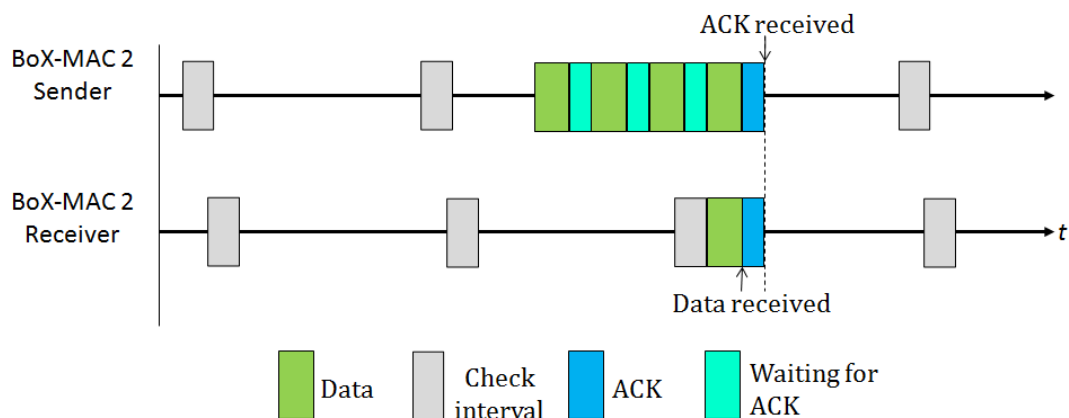 ACK received
BoX-MAC 2
Sender
BoX-MAC 2
Receiver
t
Data received
Data
Check
interval
ACK
Waiting for
ACK